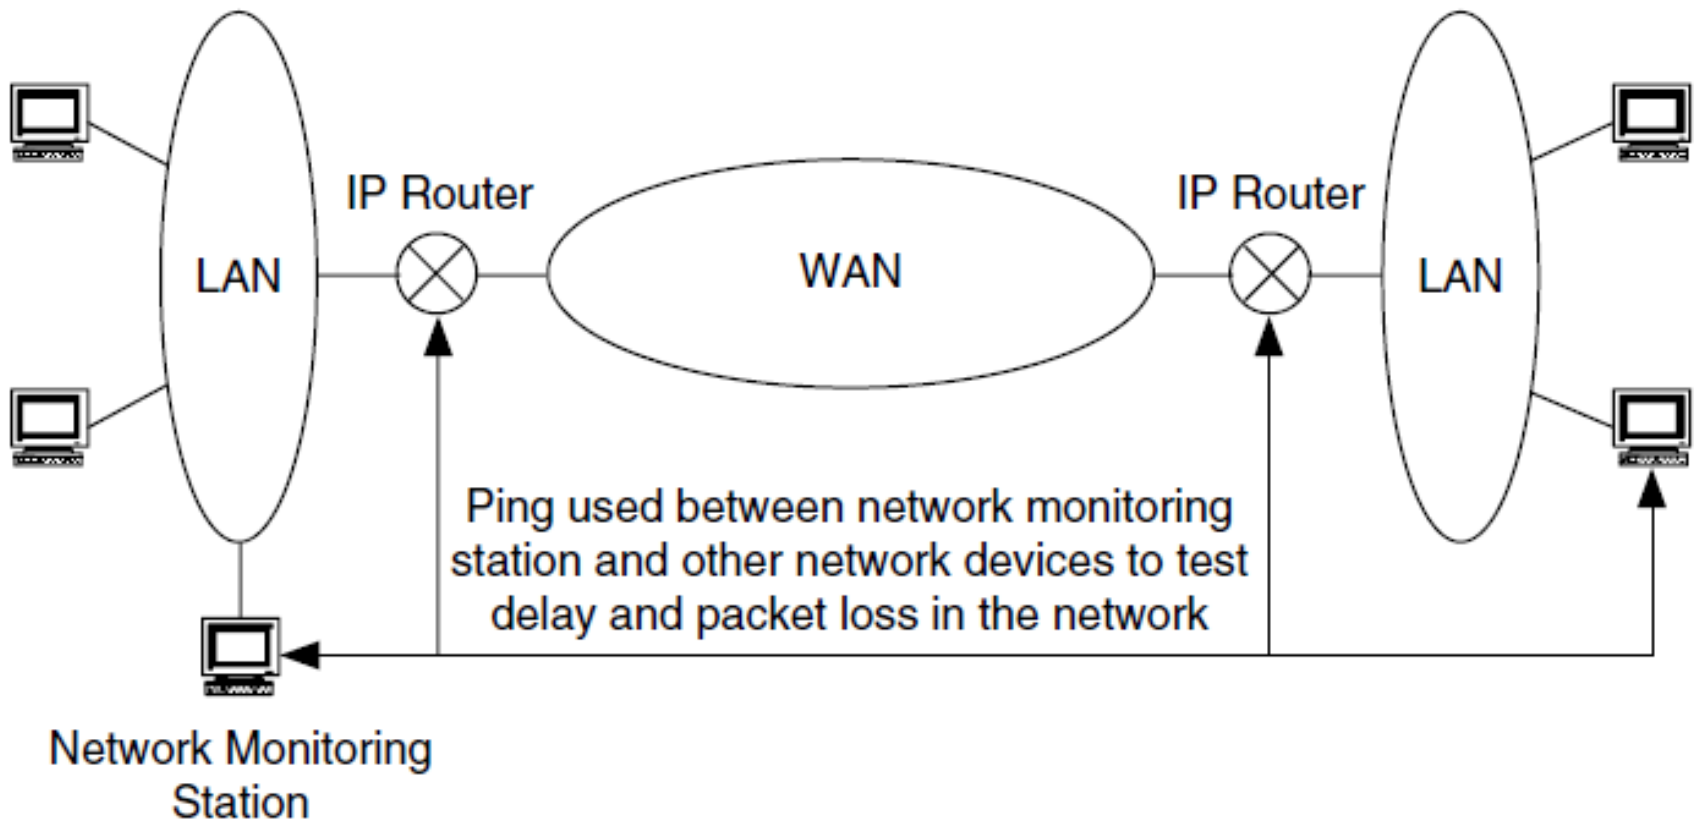 IP Router
IP Router
LAN
WAN
LAN
Ping used between network monitoring
station and other network devices to test
delay and packet loss in the network
Network Monitoring
Station